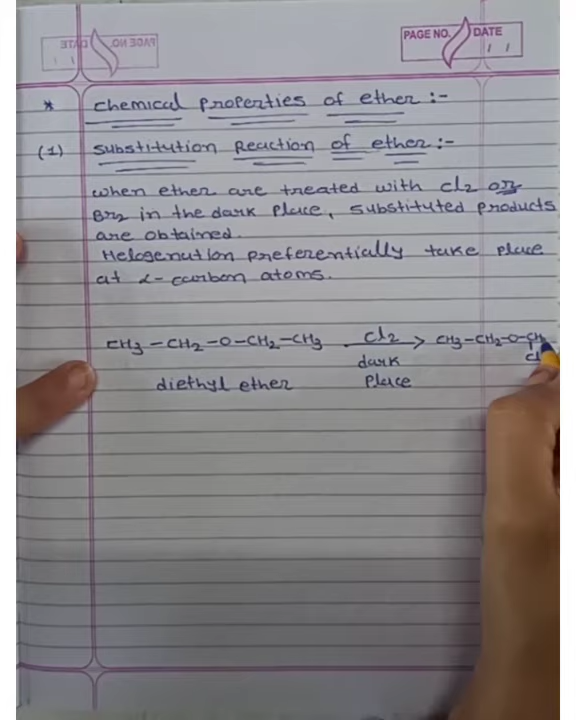 PAGE NO. DATE
/ /
* Chemical Properties of ether :-
(1) Substitution Reaction of ether :-
When ether are treated with Cl2 or
Br2 in the dark Place, substituted products
are obtained.
Helogenution preferentially take place
at α- carbon atoms.
CH3 – CH2 – O – CH2 – CH3 Cl2 → CH3 – CH2 – O – CH
dark Cl
diethyl ether Place